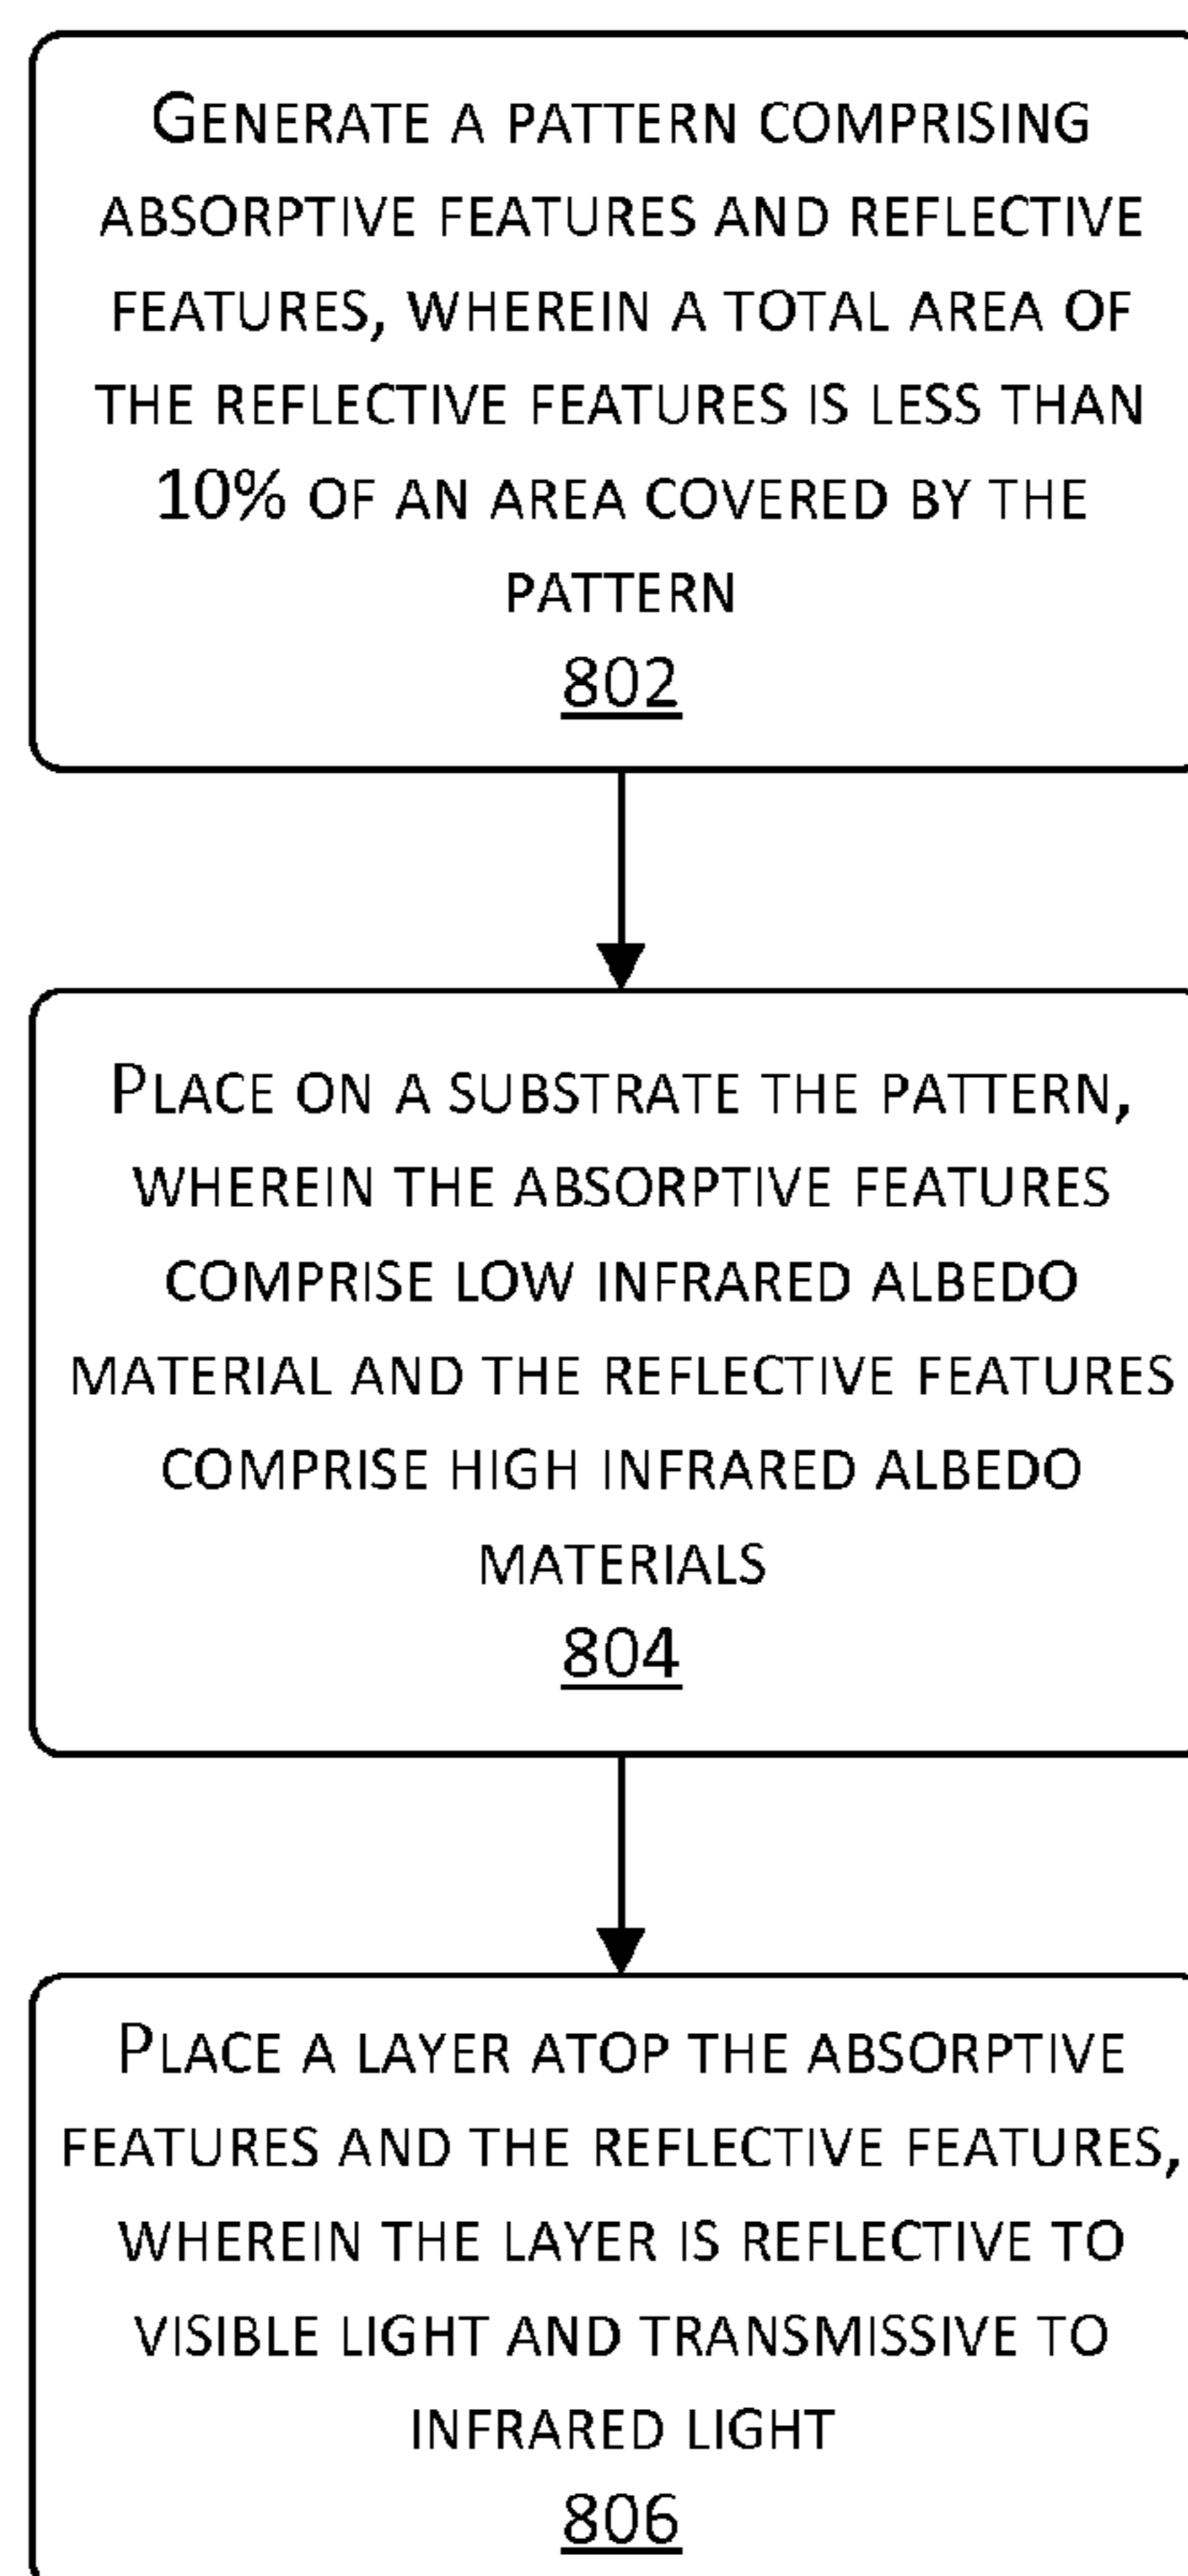 GENERATE A PATTERN COMPRISING
ABSORPTIVE FEATURES AND REFLECTIVE
FEATURES, WHEREIN A TOTAL AREA OF
THE REFLECTIVE FEATURES IS LESS THAN
10% OF AN AREA COVERED BY THE
PATTERN
802
PLACE ON A SUBSTRATE THE PATTERN,
WHEREIN THE ABSORPTIVE FEATURES
COMPRISE LOW INFRARED ALBEDO
MATERIAL AND THE REFLECTIVE FEATURES
COMPRISE HIGH INFRARED ALBEDO
MATERIALS
804
PLACE A LAYER ATOP THE ABSORPTIVE
FEATURES AND THE REFLECTIVE FEATURES,
WHEREIN THE LAYER IS REFLECTIVE TO
VISIBLE LIGHT AND TRANSMISSIVE TO
INFRARED LIGHT
806